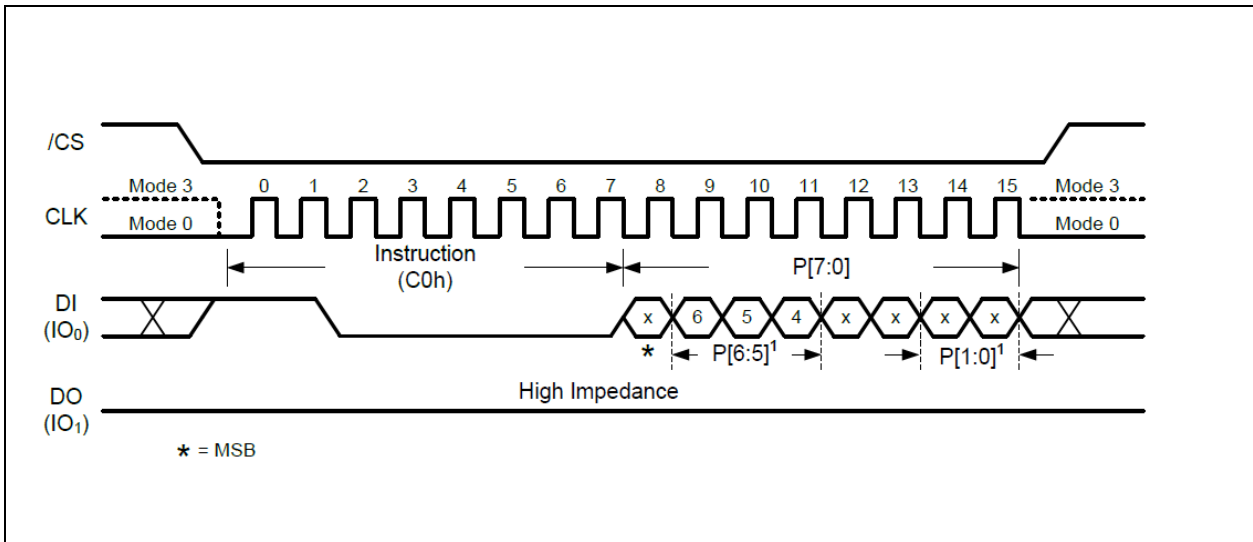 /CS
Mode 3 0 1 2 3 4 5 6 7 8 9 10 11 12 13 14 15 Mode 3
CLK
Mode 0 Mode 0
Instruction
(C0h)
P[7:0]
DI
(IO₀)
x 6 5 4 x x x x
* P[6:5]¹ P[1:0]¹
DO
(IO₁)
High Impedance
* = MSB